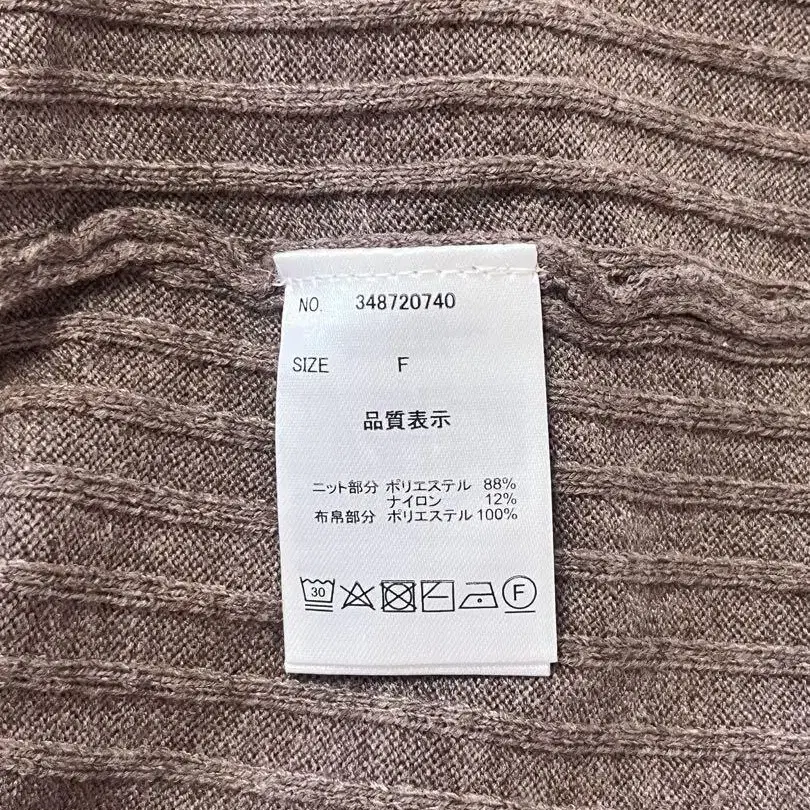 NO. 348720740
SIZE F
品質表示
ニット部分 ポリエステル 88%
ナイロン 12%
布帛部分 ポリエステル 100%
30 F